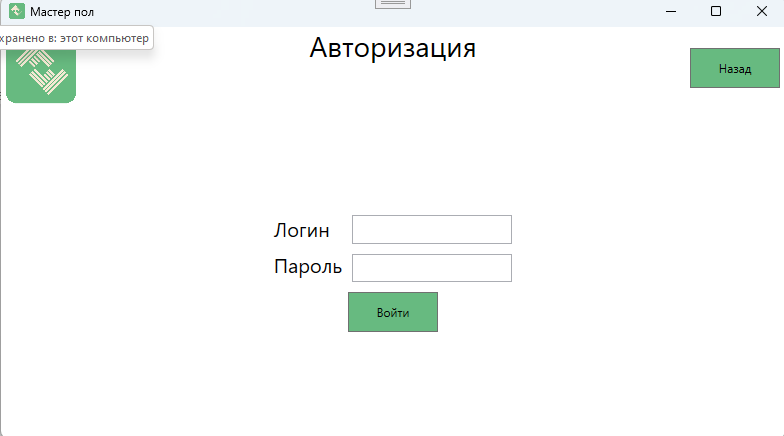 Мастер пол
хранено в: этот компьютер
Авторизация
Назад
Логин
Пароль
Войти